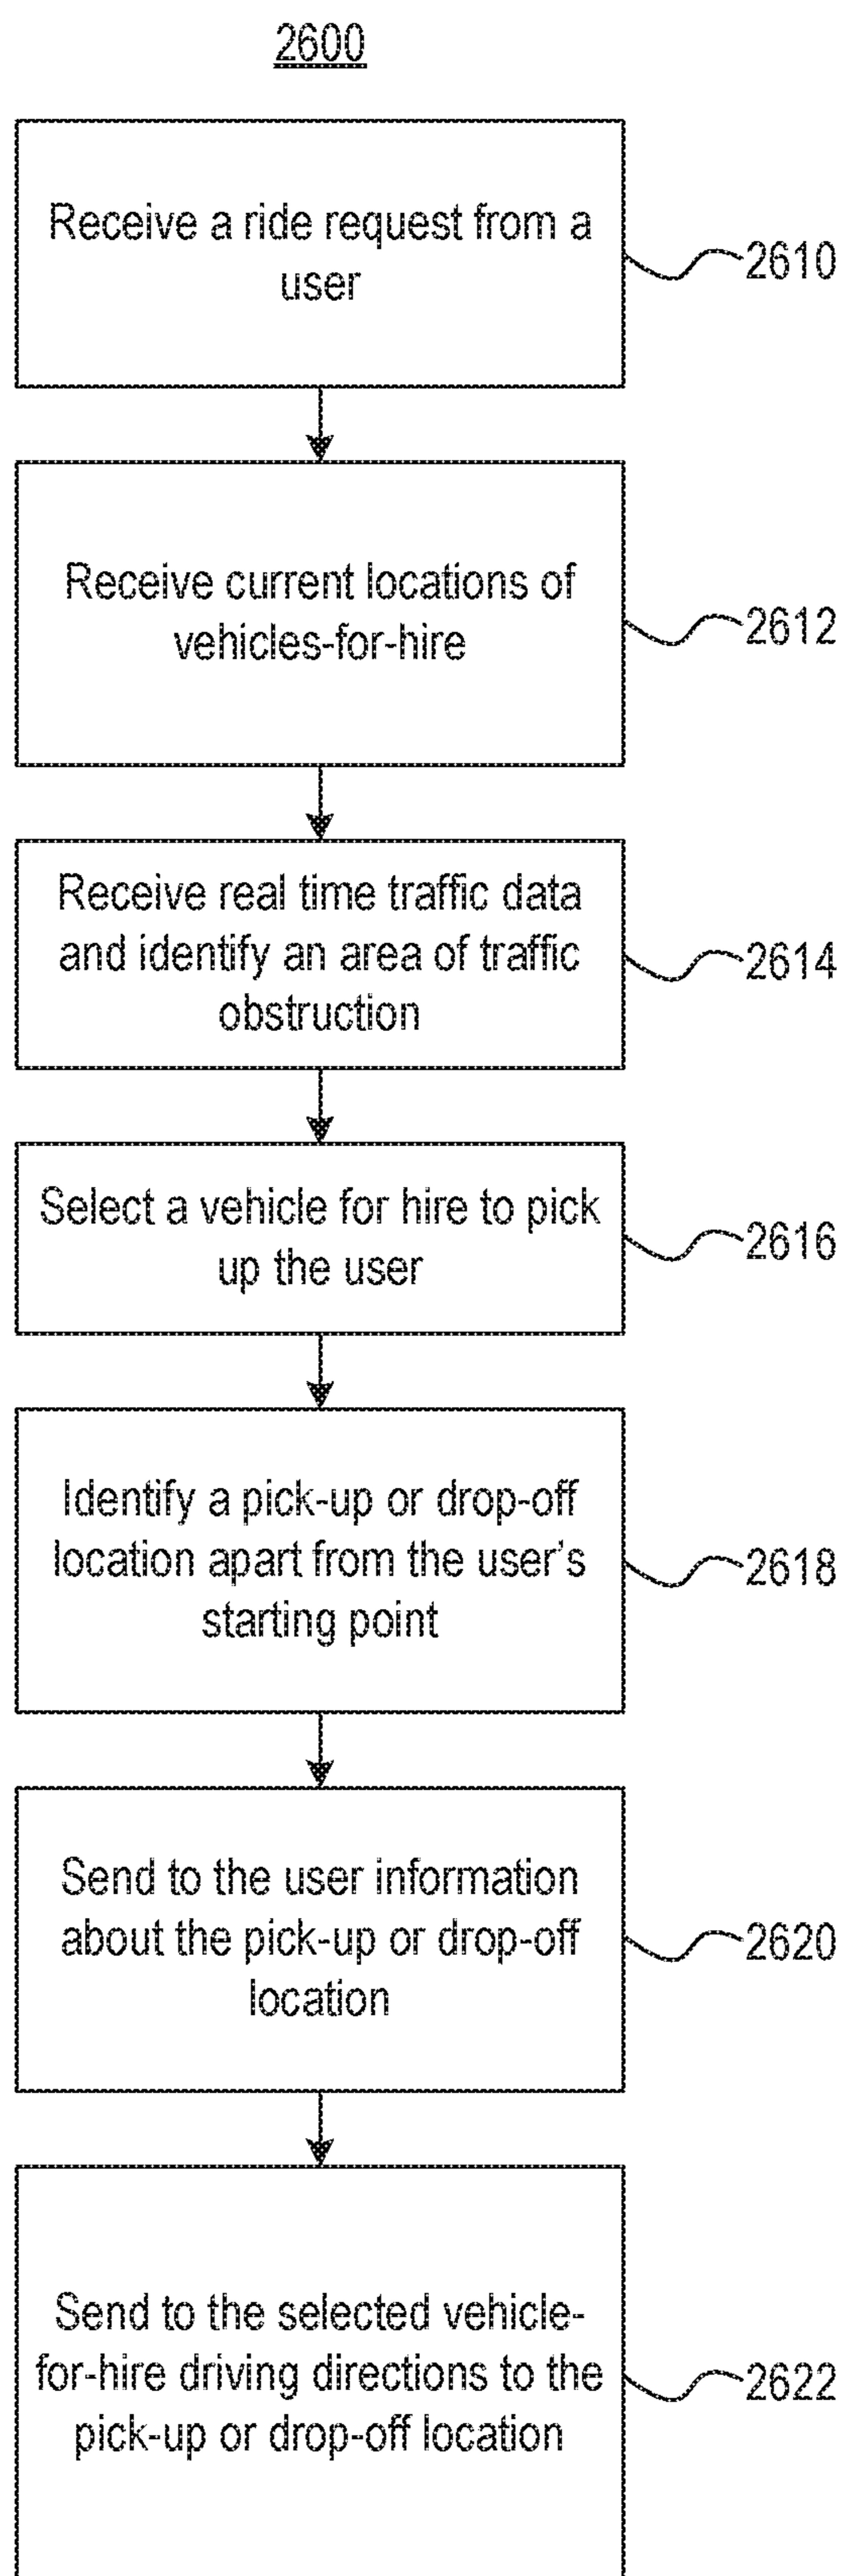 2600
Receive a ride request from a
user
2610
Receive current locations of
vehicles-for-hire
2612
Receive real time traffic data
and identify an area of traffic
obstruction
2614
Select a vehicle for hire to pick
up the user
2616
Identify a pick-up or drop-off
location apart from the user's
starting point
2618
Send to the user information
about the pick-up or drop-off
location
2620
Send to the selected vehicle-
for-hire driving directions to the
pick-up or drop-off location
2622